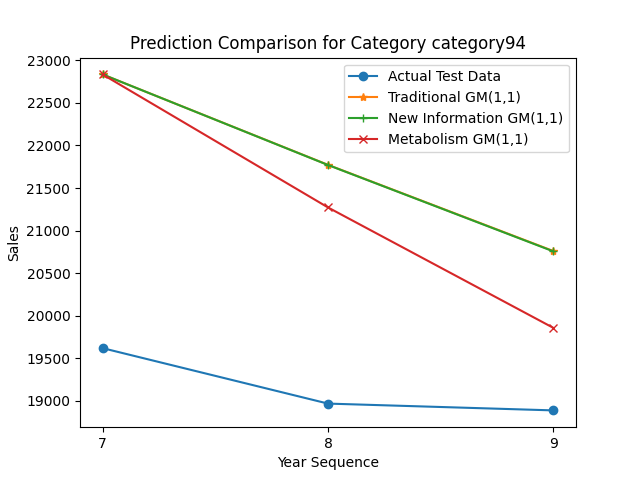 Prediction Comparison for Category category94
23000
22500
22000
21500
21000
20500
20000
19500
19000
Sales
Actual Test Data
Traditional GM(1,1)
New Information GM(1,1)
Metabolism GM(1,1)
7
8
9
Year Sequence